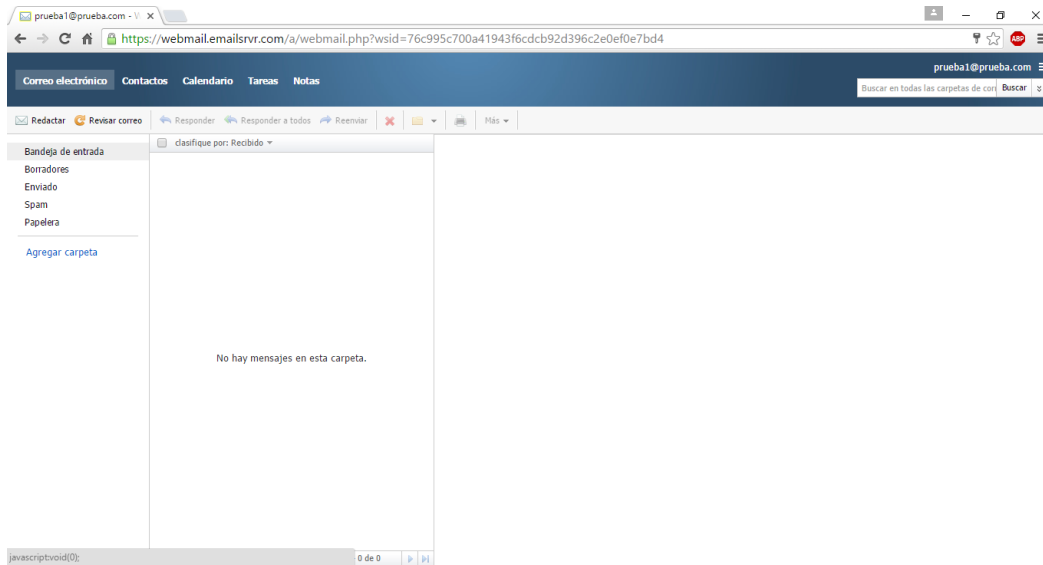 prueba1@prueba.com - V
https://webmail.emailsrvr.com/a/webmail.php?wsid=76c995c700a41943f6cdcb92d396c2e0ef0e7bd4
ABP
prueba1@prueba.com
Correo electrónico Contactos Calendario Tareas Notas
Buscar en todas las carpetas de corr Buscar
Redactar Revisar correo Responder Responder a todos Reenviar Más
clasifique por: Recibido
Bandeja de entrada
Borradores
Enviado
Spam
Papelera
Agregar carpeta
No hay mensajes en esta carpeta.
javascript:void(0);
0 de 0